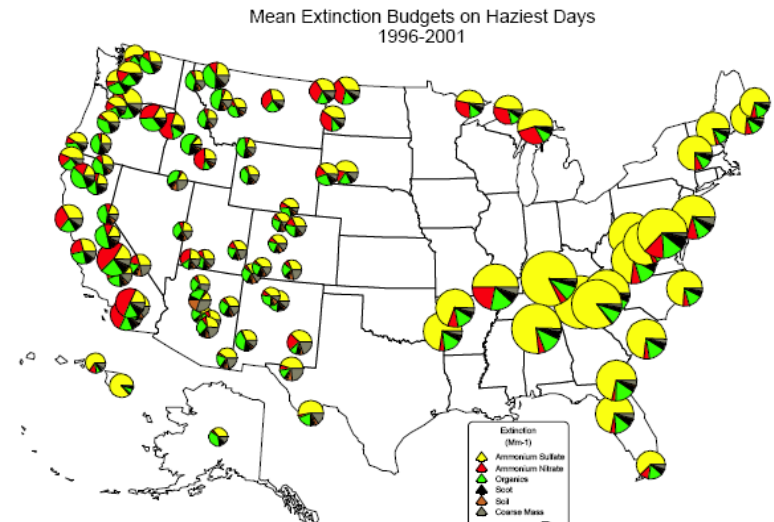 Mean Extinction Budgets on Haziest Days
1996-2001
Extinction
(Mm-1)
Ammonium Sulfate
Ammonium Nitrate
Organics
Soot
Soil
Coarse Mass